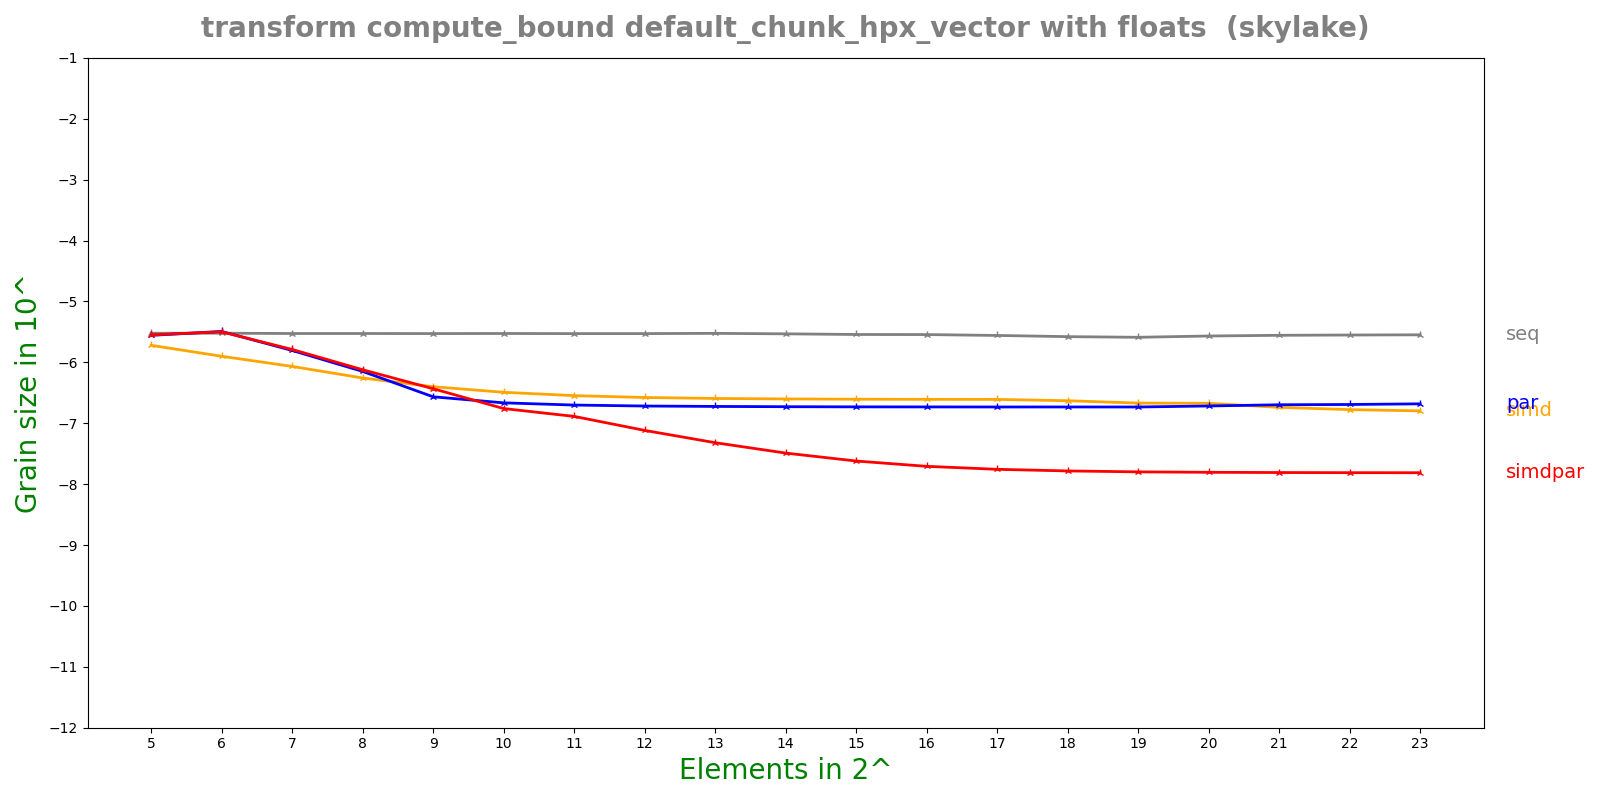 transform compute_bound default_chunk_hpx_vector with floats (skylake)
Grain size in 10^
−1
−2
−3
−4
−5
−6
−7
−8
−9
−10
−11
−12
seq
par
simd
simdpar
5 6 7 8 9 10 11 12 13 14 15 16 17 18 19 20 21 22 23
Elements in 2^